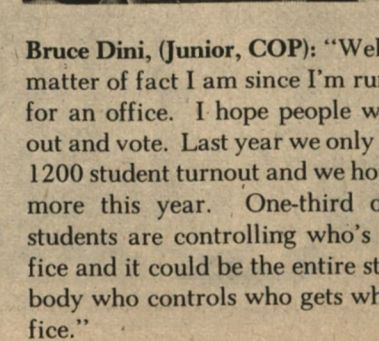 Bruce Dini, (Junior, COP): "Wel
matter of fact I am since I'm ru
for an office. I hope people w
out and vote. Last year we only
1200 student turnout and we ho
more this year. One-third o
students are controlling who's
fice and it could be the entire st
body who controls who gets wh
fice."